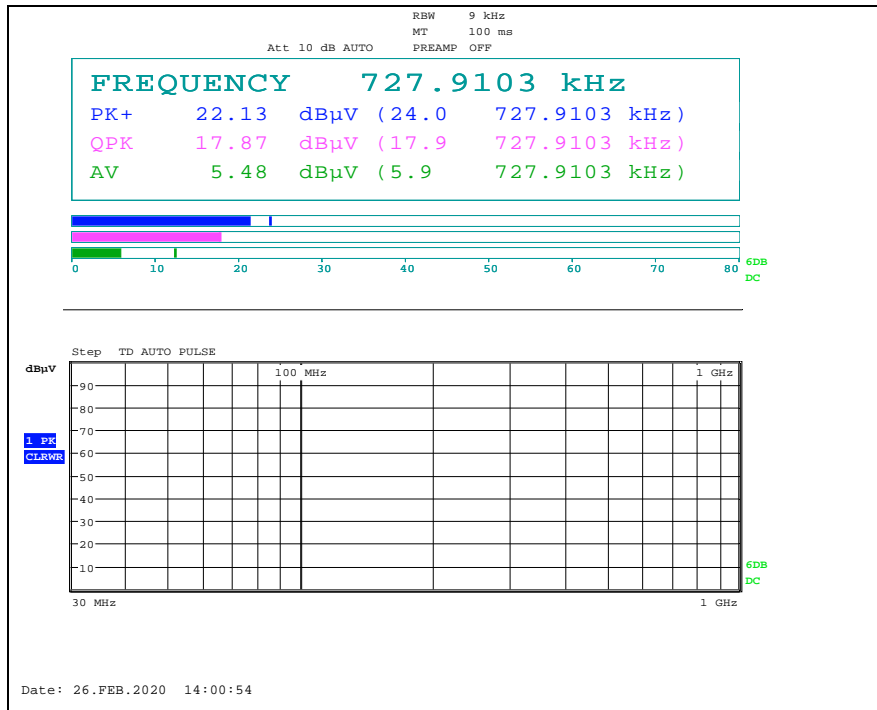 RBW 9 kHz
MT 100 ms
Att 10 dB AUTO PREAMP OFF
FREQUENCY 727.9103 kHz
PK+ 22.13 dBµV (24.0 727.9103 kHz)
QPK 17.87 dBµV (17.9 727.9103 kHz)
AV 5.48 dBµV (5.9 727.9103 kHz)
0 10 20 30 40 50 60 70 80
6DB
DC
Step TD AUTO PULSE
dBµV
100 MHz 1 GHz
90
80
70
1 PK
CLRWR
60
50
40
30
20
10
6DB
DC
30 MHz 1 GHz
Date: 26.FEB.2020 14:00:54